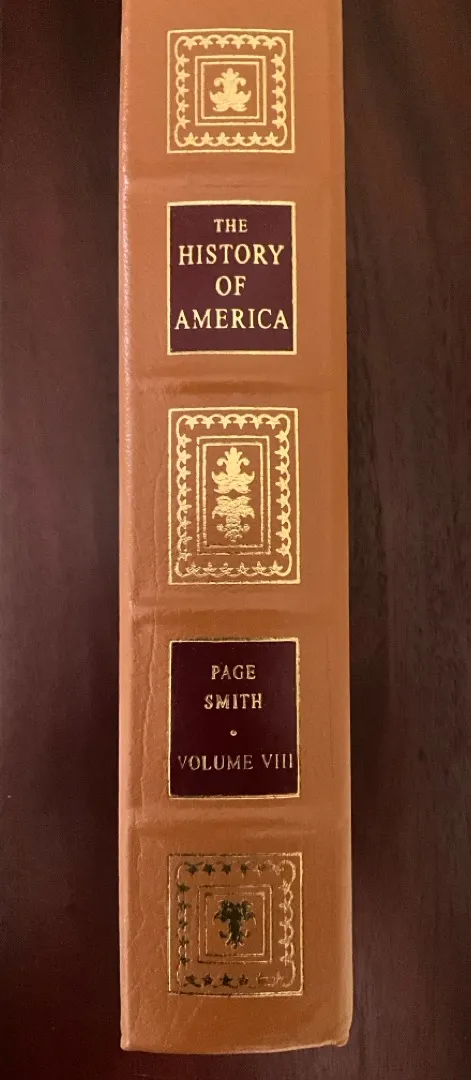 THE
HISTORY
OF
AMERICA
PAGE
SMITH
•
VOLUME VIII